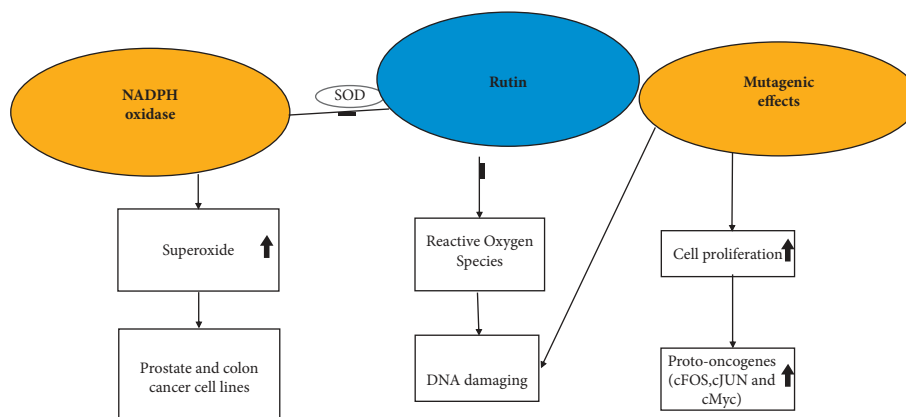 NADPH
oxidase
SOD
Rutin
Mutagenic
effects
Superoxide
Reactive Oxygen
Species
Cell proliferation
Prostate and colon
cancer cell lines
DNA damaging
Proto-oncogenes
(cFOS,cJUN and
cMyc)